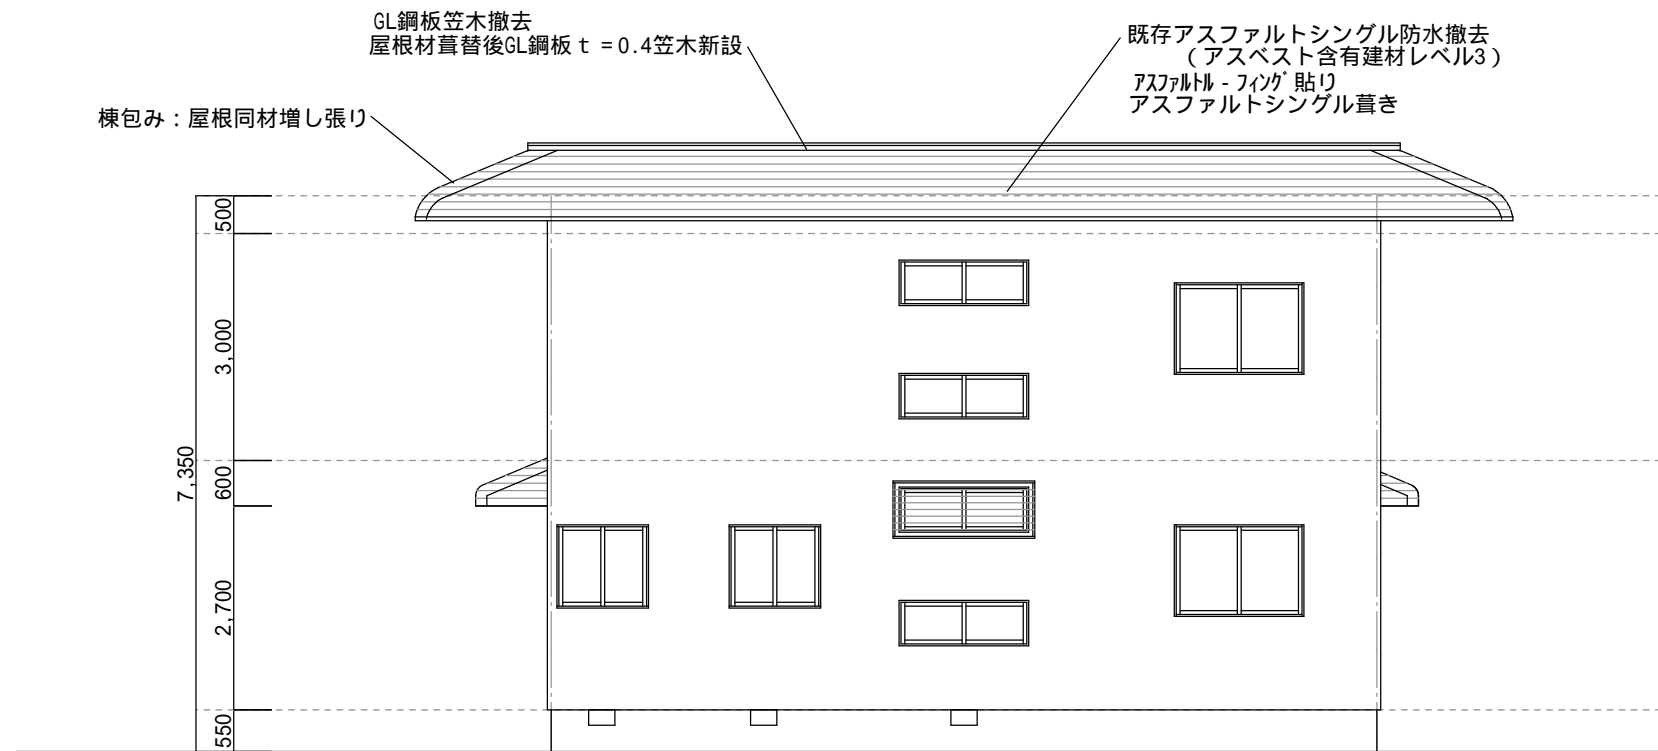 GL鋼板笠木撤去
屋根材葺替後GL鋼板ｔ=0.4笠木新設
既存アスファルトシングル防水撤去
（アスベスト含有建材レベル3）
ｱｽﾌｧﾙﾄﾙ-ﾌｨﾝｸﾞ貼り
アスファルトシングル葺き
棟包み：屋根同材増し張り
500
3,000
7,350
600
2,700
550